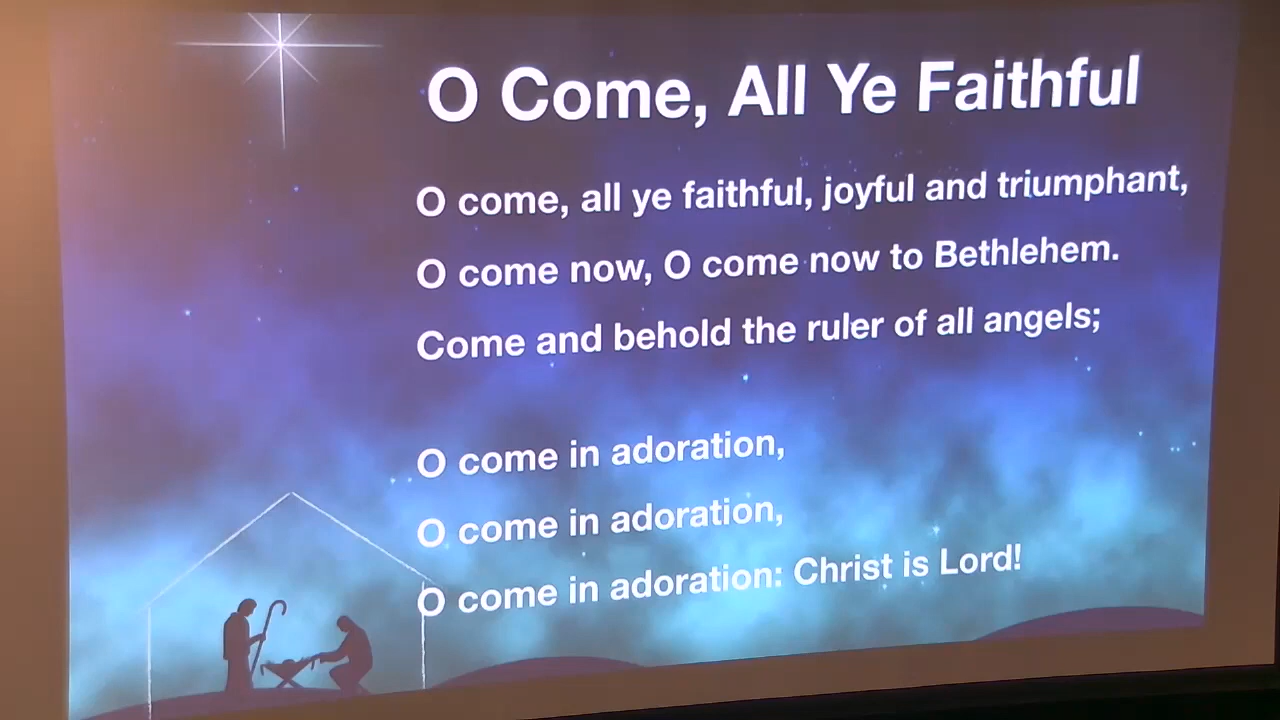 O Come, All Ye Faithful
O come, all ye faithful, joyful and triumphant,
O come now, O come now to Bethlehem.
Come and behold the ruler of all angels;
O come in adoration,
O come in adoration,
O come in adoration: Christ is Lord!